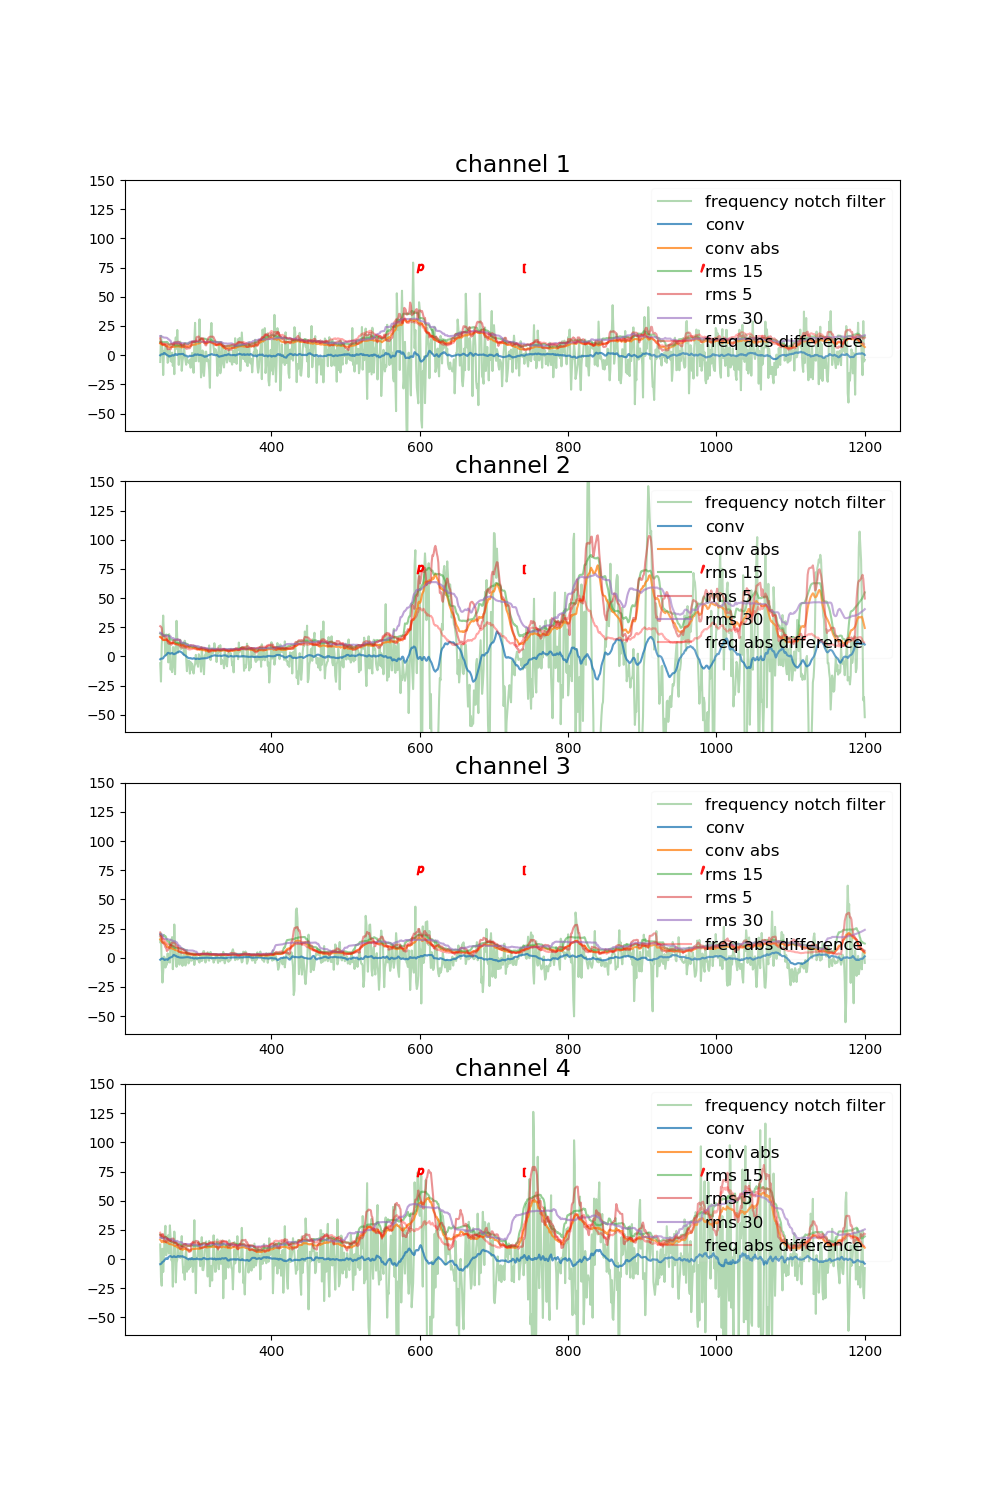 channel 1
150
125
100
75
50
25
0
−25
−50
frequency notch filter
conv
conv abs
rms 15
rms 5
rms 30
freq abs difference
p
[
400 600 800 1000 1200
channel 2
150
125
100
75
50
25
0
−25
−50
frequency notch filter
conv
conv abs
rms 15
rms 5
rms 30
freq abs difference
p
[
400 600 800 1000 1200
channel 3
150
125
100
75
50
25
0
−25
−50
frequency notch filter
conv
conv abs
rms 15
rms 5
rms 30
freq abs difference
p
[
400 600 800 1000 1200
channel 4
150
125
100
75
50
25
0
−25
−50
frequency notch filter
conv
conv abs
rms 15
rms 5
rms 30
freq abs difference
p
[
400 600 800 1000 1200